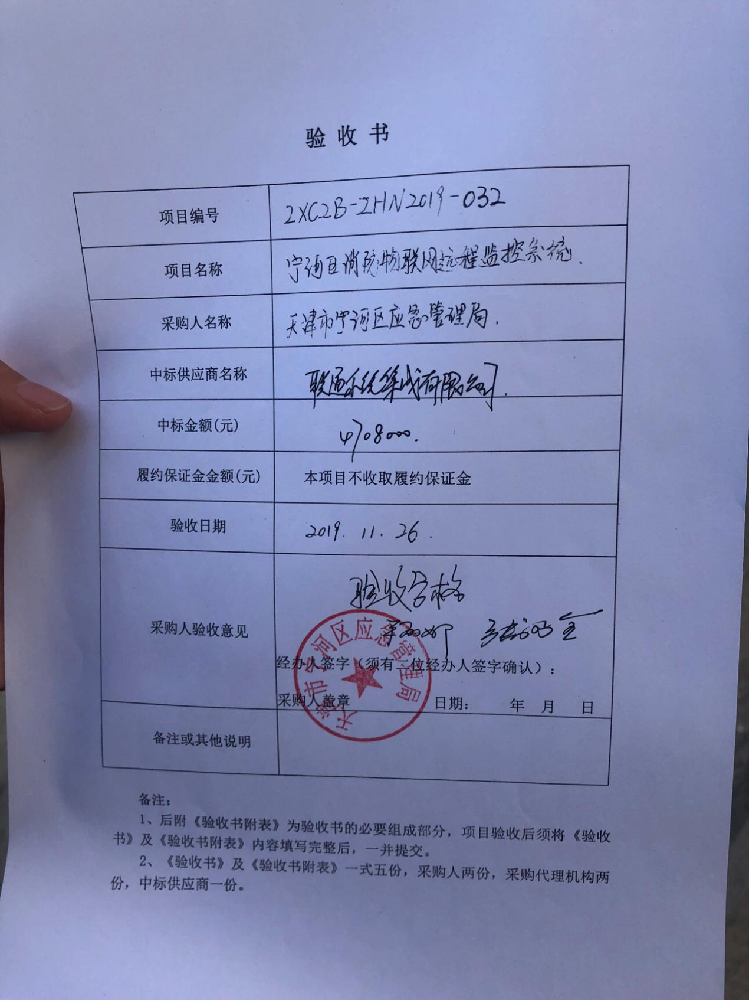 验收书
项目编号 ZXCZB-ZHN2019-032
项目名称 宁河区消防物联网远程监控系统、
采购人名称 天津市宁河区应急管理局.
中标供应商名称 联通系统集成有限公司.
中标金额(元) 4708000.
履约保证金金额(元) 本项目不收取履约保证金
验收日期 2019. 11. 26.
验收合格
采购人验收意见
经办人签字（须有二位经办人签字确认）:
采购人盖章 日期: 年 月 日
天津市宁河区应急管理局
备注或其他说明
备注:
1、后附《验收书附表》为验收书的必要组成部分，项目验收后须将《验收
书》及《验收书附表》内容填写完整后，一并提交。
2、《验收书》及《验收书附表》一式五份，采购人两份，采购代理机构两
份，中标供应商一份。